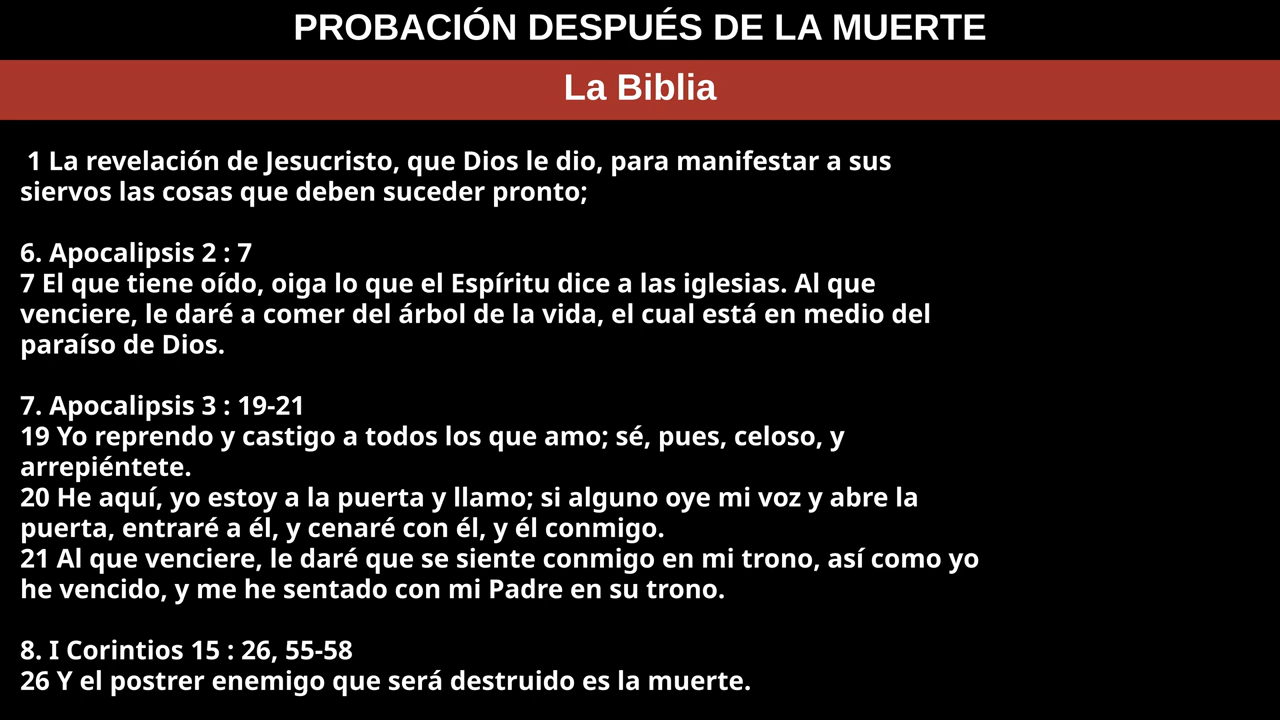 PROBACIÓN DESPUÉS DE LA MUERTE
La Biblia
1 La revelación de Jesucristo, que Dios le dio, para manifestar a sus
siervos las cosas que deben suceder pronto;
6. Apocalipsis 2 : 7
7 El que tiene oído, oiga lo que el Espíritu dice a las iglesias. Al que
venciere, le daré a comer del árbol de la vida, el cual está en medio del
paraíso de Dios.
7. Apocalipsis 3 : 19-21
19 Yo reprendo y castigo a todos los que amo; sé, pues, celoso, y
arrepiéntete.
20 He aquí, yo estoy a la puerta y llamo; si alguno oye mi voz y abre la
puerta, entraré a él, y cenaré con él, y él conmigo.
21 Al que venciere, le daré que se siente conmigo en mi trono, así como yo
he vencido, y me he sentado con mi Padre en su trono.
8. I Corintios 15 : 26, 55-58
26 Y el postrer enemigo que será destruido es la muerte.